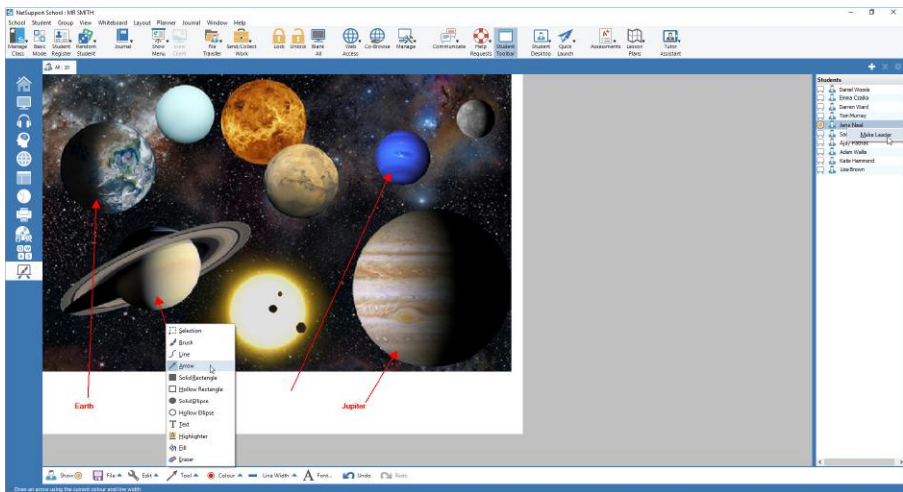 NetSupport School : MR SMITH
School Student Group View Whiteboard Layout Planner Journal Window Help
Manage Class
Basic Mode
Student Register
Random Student
Journal
Show Menu
File Transfer
Send/Collect Work
Lock
Unlock
Blank All
Web Access
Co-Browse
Manage
Communicate
Help Requests
Student Toolbar
Student Desktop
Quick Launch
Assessments
Lesson Plans
Tutor Assistant
Students
Daniel Woods
Emma Czaika
Darren Ward
Tom Murray
Jane Neal
Make Leader
Adam Wallis
Katie Hammond
Lisa Brown
Earth
Jupiter
Selection
Brush
Line
Arrow
Solid Rectangle
Hollow Rectangle
Solid Ellipse
Hollow Ellipse
Text
Highlighter
Fill
Eraser
Show File Edit Tool Colour Line Width Font... Undo Redo
Draw an arrow using the current colour and line width